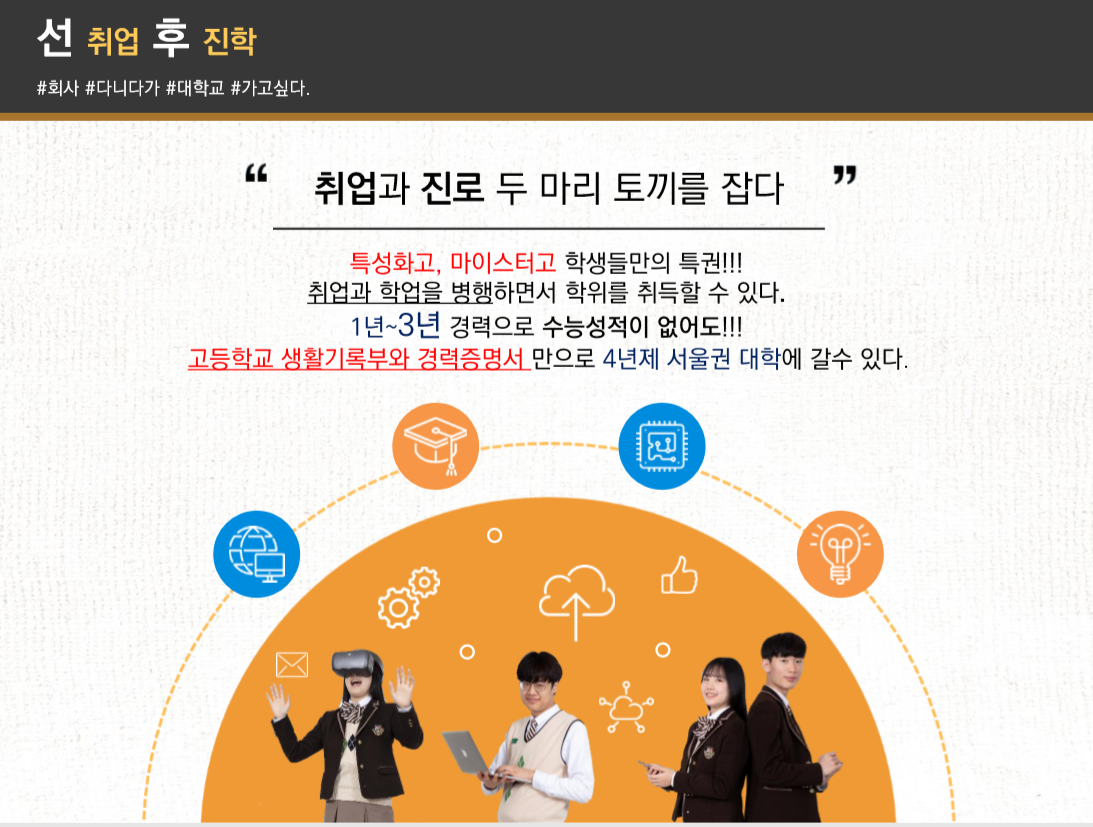 선 취업 후 진학
#회사 #다니다가 #대학교 #가고싶다.
“ 취업과 진로 두 마리 토끼를 잡다 ”
특성화고, 마이스터고 학생들만의 특권!!!
취업과 학업을 병행하면서 학위를 취득할 수 있다.
1년~3년 경력으로 수능성적이 없어도!!!
고등학교 생활기록부와 경력증명서 만으로 4년제 서울권 대학에 갈수 있다.